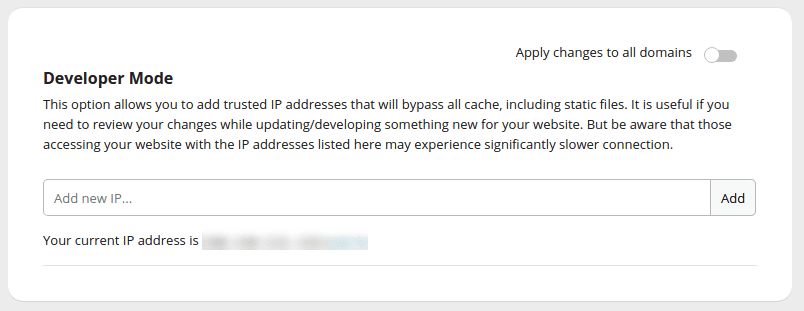 Apply changes to all domains
Developer Mode
This option allows you to add trusted IP addresses that will bypass all cache, including static files. It is useful if you
need to review your changes while updating/developing something new for your website. But be aware that those
accessing your website with the IP addresses listed here may experience significantly slower connection.
Add new IP...
Add
Your current IP address is